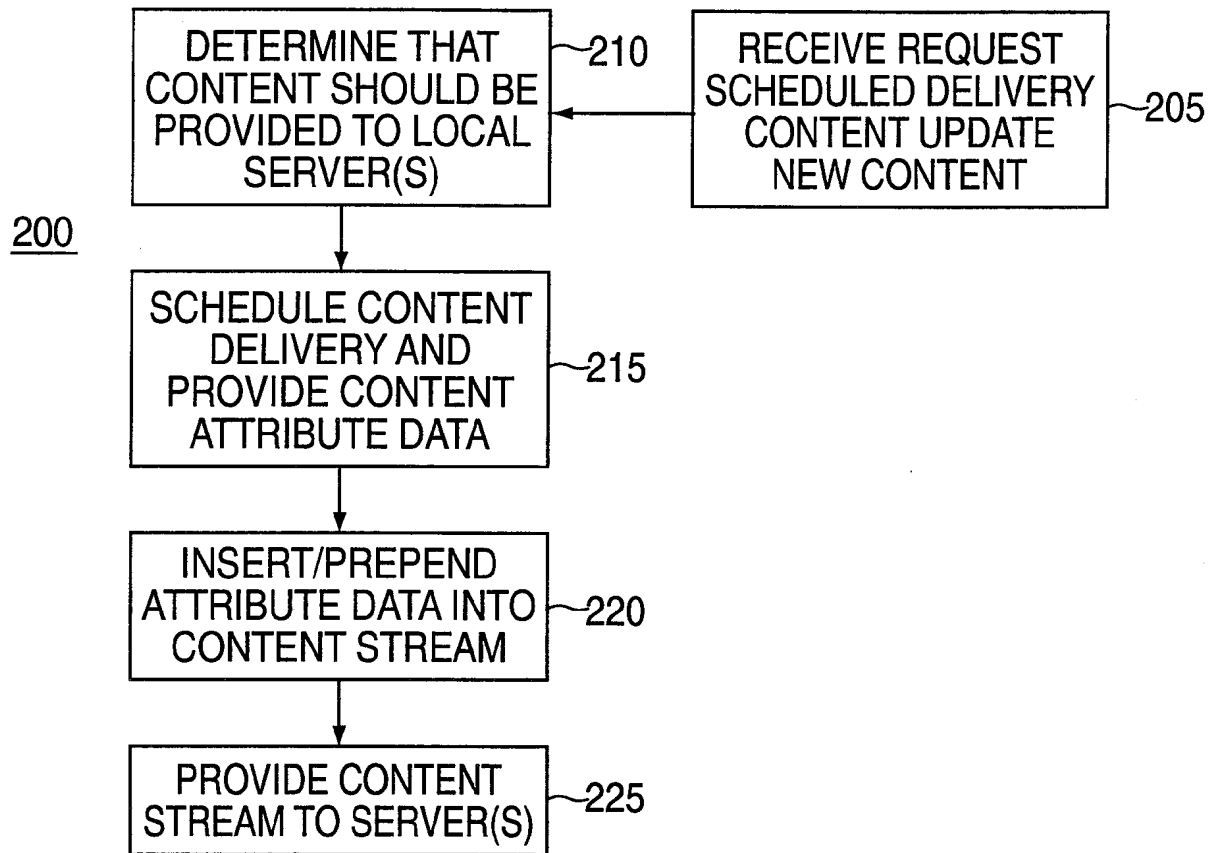 DETERMINE THAT
CONTENT SHOULD BE
PROVIDED TO LOCAL
SERVER(S)
210
RECEIVE REQUEST
SCHEDULED DELIVERY
CONTENT UPDATE
NEW CONTENT
205
200
SCHEDULE CONTENT
DELIVERY AND
PROVIDE CONTENT
ATTRIBUTE DATA
215
INSERT/PREPEND
ATTRIBUTE DATA INTO
CONTENT STREAM
220
PROVIDE CONTENT
STREAM TO SERVER(S)
225